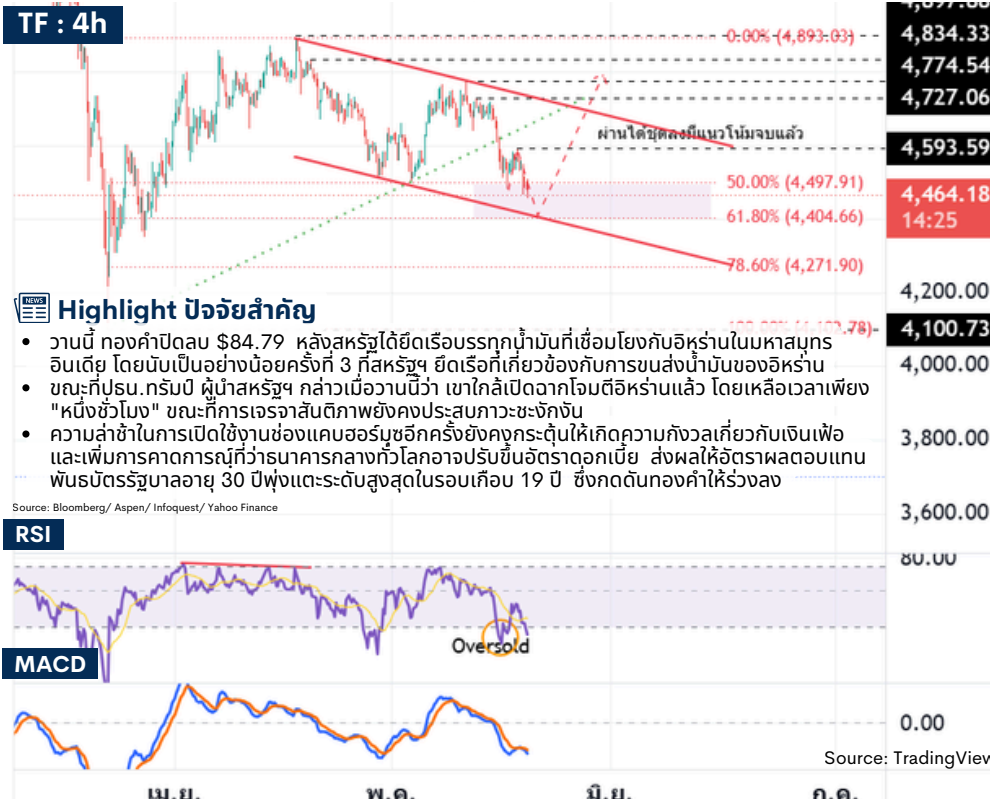 TF : 4h
0.00% (4,893.03)
4,834.33
4,774.54
4,727.06
ผ่านได้ชุดลงมีแนวโน้มจบแล้ว
4,593.59
50.00% (4,497.91)
4,464.18
14:25
61.80% (4,404.66)
78.60% (4,271.90)
4,200.00
NEWS
Highlight ปัจจัยสำคัญ
4,100.73
• วานนี้ ทองคำปิดลบ $84.79 หลังสหรัฐได้ยึดเรือบรรทุกน้ำมันที่เชื่อมโยงกับอิหร่านในมหาสมุทร
อินเดีย โดยนับเป็นอย่างน้อยครั้งที่ 3 ที่สหรัฐฯ ยึดเรือที่เกี่ยวข้องกับการขนส่งน้ำมันของอิหร่าน
4,000.00
• ขณะที่ปธน.ทรัมป์ ผู้นำสหรัฐฯ กล่าวเมื่อวานนี้ว่า เขาใกล้เปิดฉากโจมตีอิหร่านแล้ว โดยเหลือเวลาเพียง
"หนึ่งชั่วโมง" ขณะที่การเจรจาสันติภาพยังคงประสบภาวะชะงักงัน
• ความล่าช้าในการเปิดใช้งานช่องแคบฮอร์มุซอีกครั้งยังคงกระตุ้นให้เกิดความกังวลเกี่ยวกับเงินเฟ้อ
3,800.00
และเพิ่มการคาดการณ์ที่ว่าธนาคารกลางทั่วโลกอาจปรับขึ้นอัตราดอกเบี้ย ส่งผลให้อัตราผลตอบแทน
พันธบัตรรัฐบาลอายุ 30 ปีพุ่งแตะระดับสูงสุดในรอบเกือบ 19 ปี ซึ่งกดดันทองคำให้ร่วงลง
3,600.00
Source: Bloomberg/ Aspen/ Infoquest/ Yahoo Finance
RSI
80.00
Oversold
MACD
0.00
Source: TradingView
เม.ย.
พ.ค.
มิ.ย.
ก.ค.